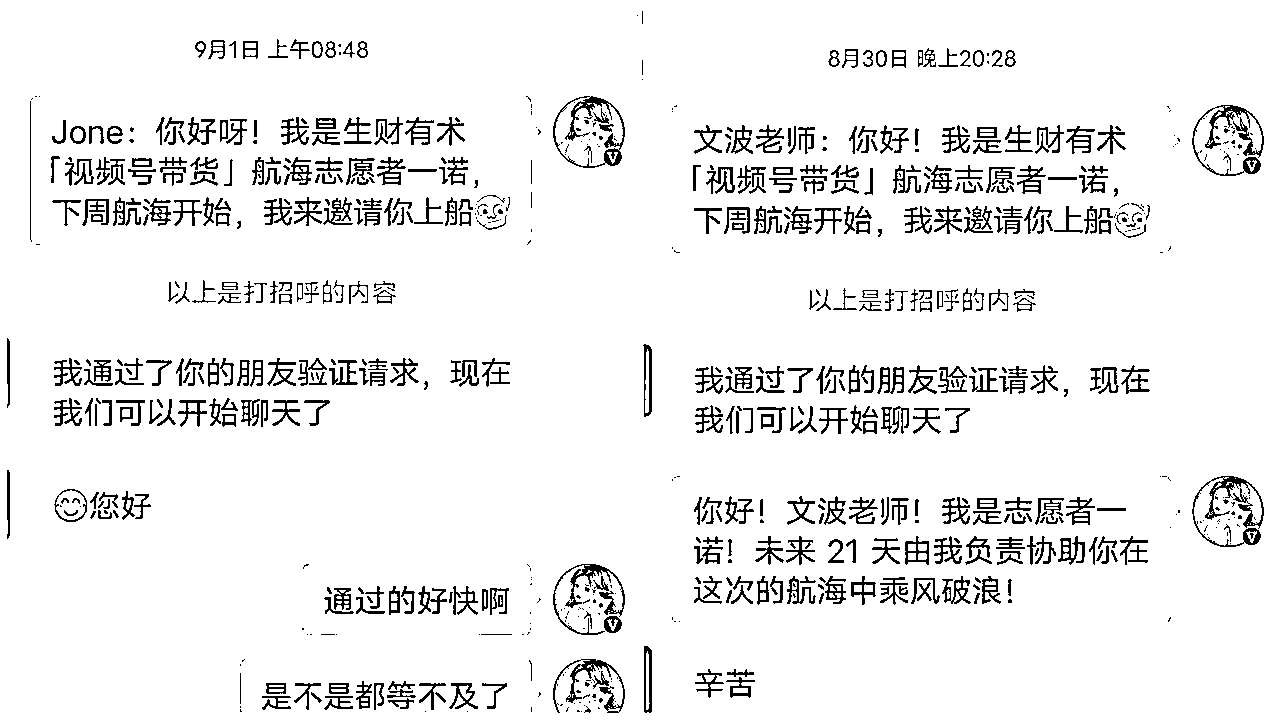 9月1日 上午08:48
Jone：你好呀！我是生财有术
「视频号带货」航海志愿者一诺，
下周航海开始，我来邀请你上船
以上是打招呼的内容
我通过了你的朋友验证请求，现在
我们可以开始聊天了
😊您好
通过的好快啊
是不是都等不及了
8月30日 晚上20:28
文波老师：你好！我是生财有术
「视频号带货」航海志愿者一诺，
下周航海开始，我来邀请你上船
以上是打招呼的内容
我通过了你的朋友验证请求，现在
我们可以开始聊天了
你好！文波老师！我是志愿者一
诺！未来 21 天由我负责协助你在
这次的航海中乘风破浪！
辛苦